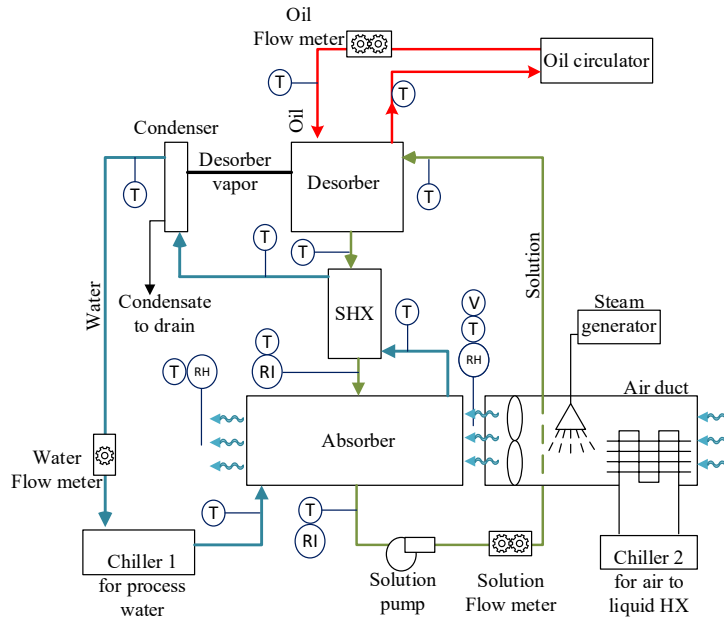 Oil
Flow meter
Oil circulator
T
T
Oil
Condenser
Desorber
vapor
Desorber
T
T
T
T
Water
Solution
Condensate
to drain
SHX
V
T
RH
T
Steam
generator
T
RI
T
RH
Air duct
Absorber
Water
Flow meter
T
T
RI
Chiller 1
for process
water
Solution
pump
Solution
Flow meter
Chiller 2
for air to
liquid HX